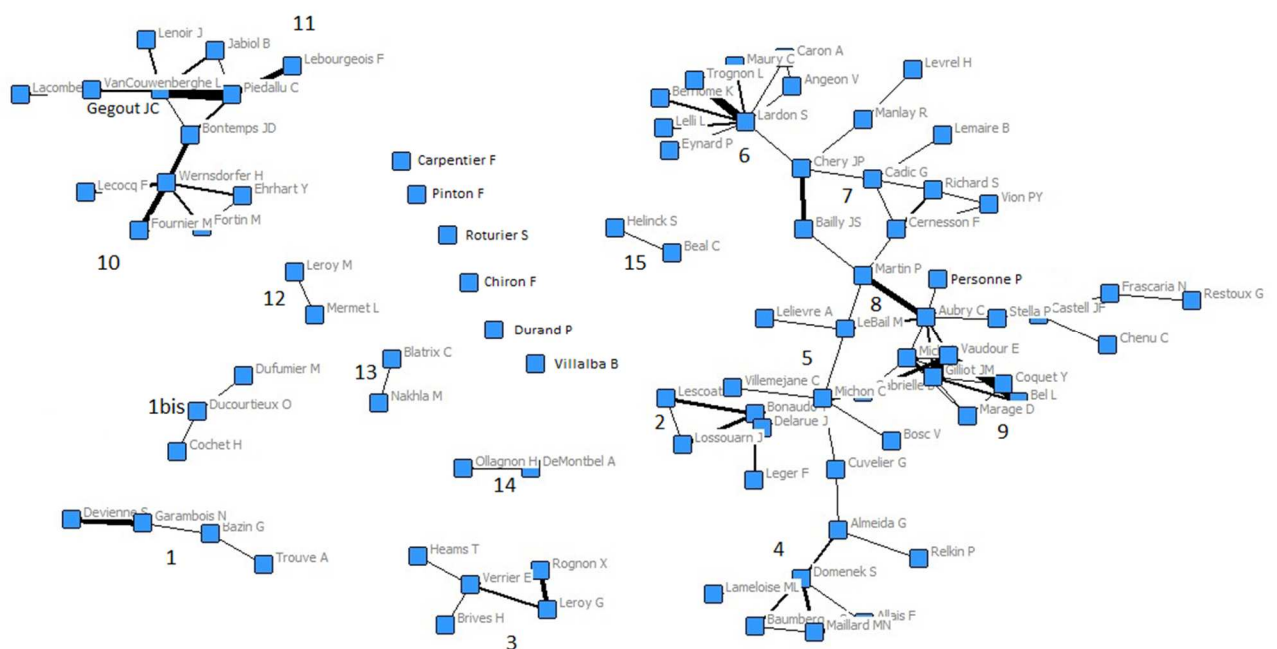 11
Lenoir J
Jabiol B
Lebourgeois F
Lacombe
VanCouwenberghe L
Piedallu C
Gegout JC
Bontemps JD
Wernsdorfer H
Lecocq F
Ehrhart Y
Fournier M
Fortin M
10
Carpentier F
Pinton F
Roturier S
Chiron F
Durand P
Villalba B
Leroy M
12
Mermet L
Blatrix C
13
Nakhla M
Dufumier M
1bis
Ducourtieux O
Cochet H
Ollagnon H
DeMontbel A
14
Devienne S
Garambois N
Bazin G
1
Trouve A
Heams T
Rognon X
Verrier E
Leroy G
Brives H
3
Caron A
Maury C
Trognon L
Angeon V
Bernome K
Lardon S
Lelli L
Eynard P
6
Levrel H
Manlay R
Lemaire B
Chery JP
Cadic G
7
Richard S
Vion PY
Bailly JS
Cernesson F
Helinck S
15
Beal C
Martin P
Personne P
8
Frascaria N
Restoux G
Lelievre A
LeBail M
Aubry C
Stella P
Castell JF
Chenu C
5
Vaudour E
Gilliot JM
Coquet Y
Bel L
Marage D
9
Villemejane C
Michon C
Lescoat
2
Delarue J
Lossouarn J
Bosc V
Leger F
Cuvelier G
Almeida G
4
Relkin P
Domenek S
Lameloise ML
Allais F
Baumberg
Maillard MN